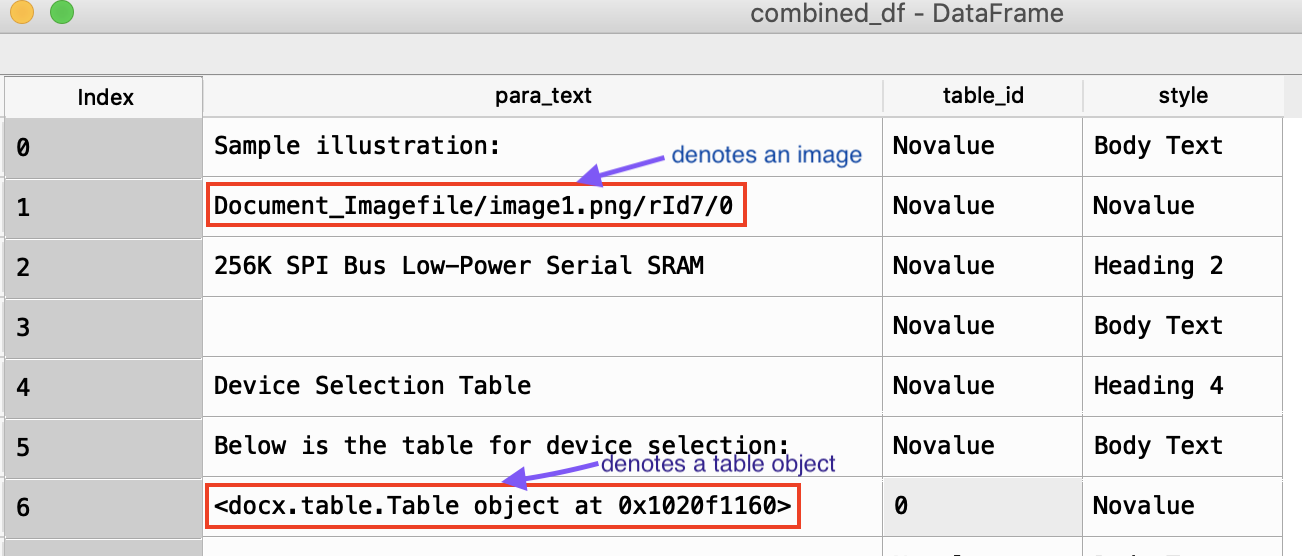 combined_df - DataFrame
Index para_text table_id style
0 Sample illustration: Novalue Body Text
denotes an image
1 Document_Imagefile/image1.png/rId7/0 Novalue Novalue
2 256K SPI Bus Low-Power Serial SRAM Novalue Heading 2
3 Novalue Body Text
4 Device Selection Table Novalue Heading 4
5 Below is the table for device selection: Novalue Body Text
denotes a table object
6 <docx.table.Table object at 0x1020f1160> 0 Novalue